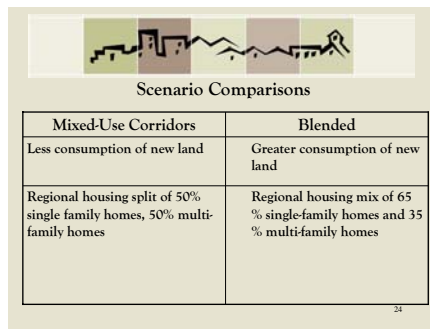 Scenario Comparisons
Mixed-Use Corridors
Blended
Less consumption of new land
Greater consumption of new
land
Regional housing split of 50%
single family homes, 50% multi-
family homes
Regional housing mix of 65
% single-family homes and 35
% multi-family homes
24